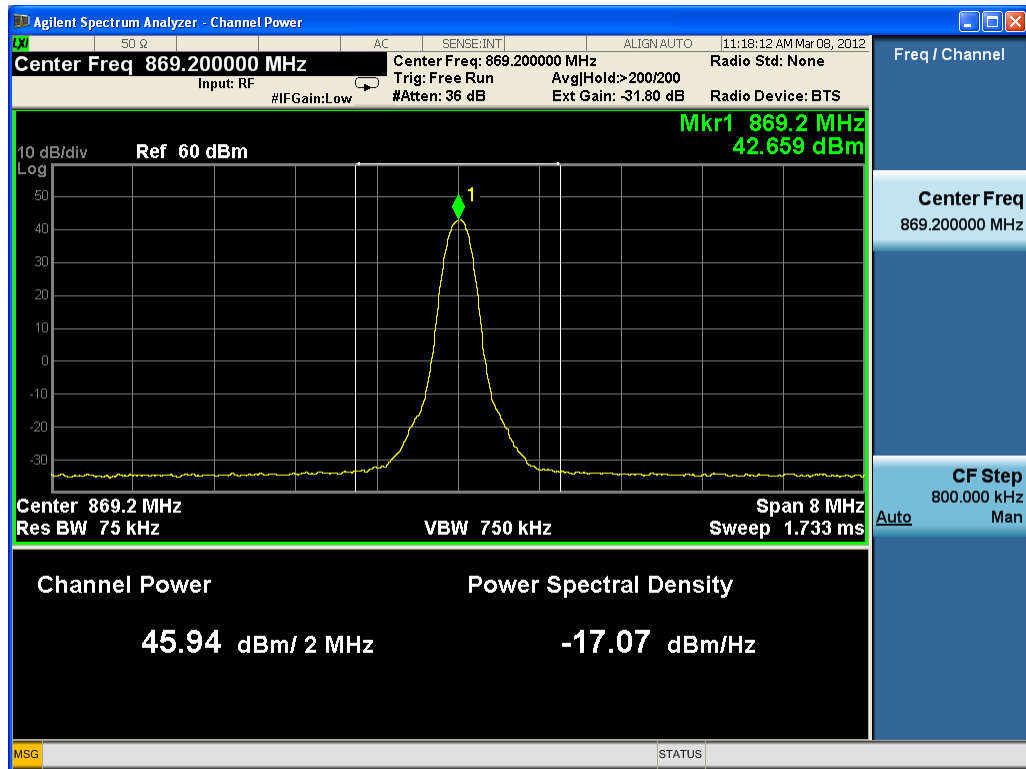 Agilent Spectrum Analyzer - Channel Power
LXI 50 Ω AC SENSE:INT ALIGN AUTO 11:18:12 AM Mar 08, 2012
Center Freq 869.200000 MHz
Input: RF
#IFGain:Low
Center Freq: 869.200000 MHz
Trig: Free Run Avg|Hold:>200/200
#Atten: 36 dB Ext Gain: -31.80 dB
Radio Std: None
Radio Device: BTS
Freq / Channel
Mkr1 869.2 MHz
42.659 dBm
10 dB/div Ref 60 dBm
Log
1
50
40
30
20
10
0
-10
-20
-30
Center 869.2 MHz Span 8 MHz
Res BW 75 kHz VBW 750 kHz Sweep 1.733 ms
Center Freq
869.200000 MHz
CF Step
800.000 kHz
Auto Man
Channel Power Power Spectral Density
45.94 dBm/ 2 MHz -17.07 dBm/Hz
MSG STATUS